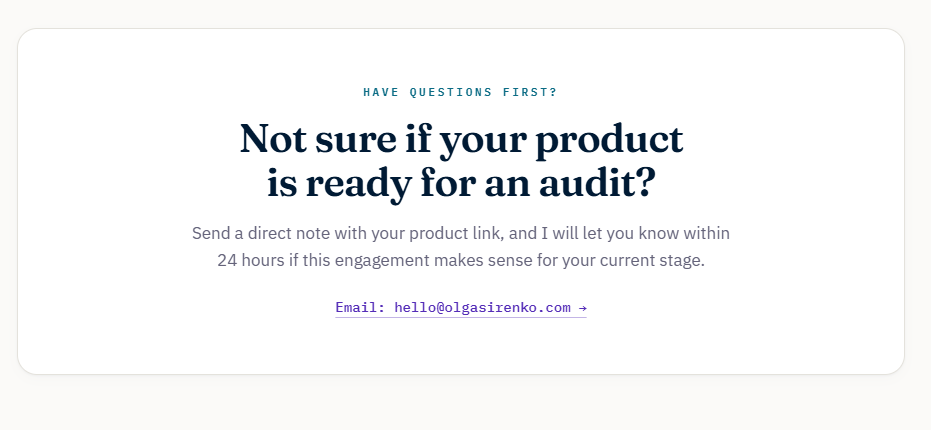 HAVE QUESTIONS FIRST?
Not sure if your product
is ready for an audit?
Send a direct note with your product link, and I will let you know within
24 hours if this engagement makes sense for your current stage.
Email: hello@olgasirenko.com →